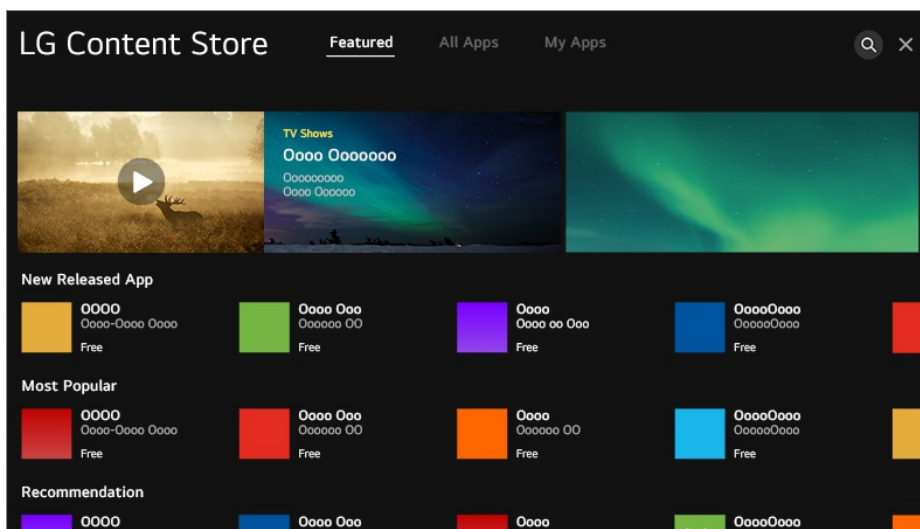 LG Content Store
Featured
All Apps
My Apps
TV Shows
Oooo Ooooooo
Ooooooooo
Oooo Oooooo
New Released App
OOOO
Oooo-Oooo Oooo
Free
Oooo Ooo
Oooooo OO
Free
Oooo
Oooo oo Ooo
Free
OoooOooo
OooooOooo
Free
Most Popular
OOOO
Oooo-Oooo Oooo
Free
Oooo Ooo
Oooooo OO
Free
Oooo
Oooooo OO
Free
OoooOooo
OooooOooo
Free
Recommendation
OOOO
Oooo Ooo
Oooo
OoooOooo